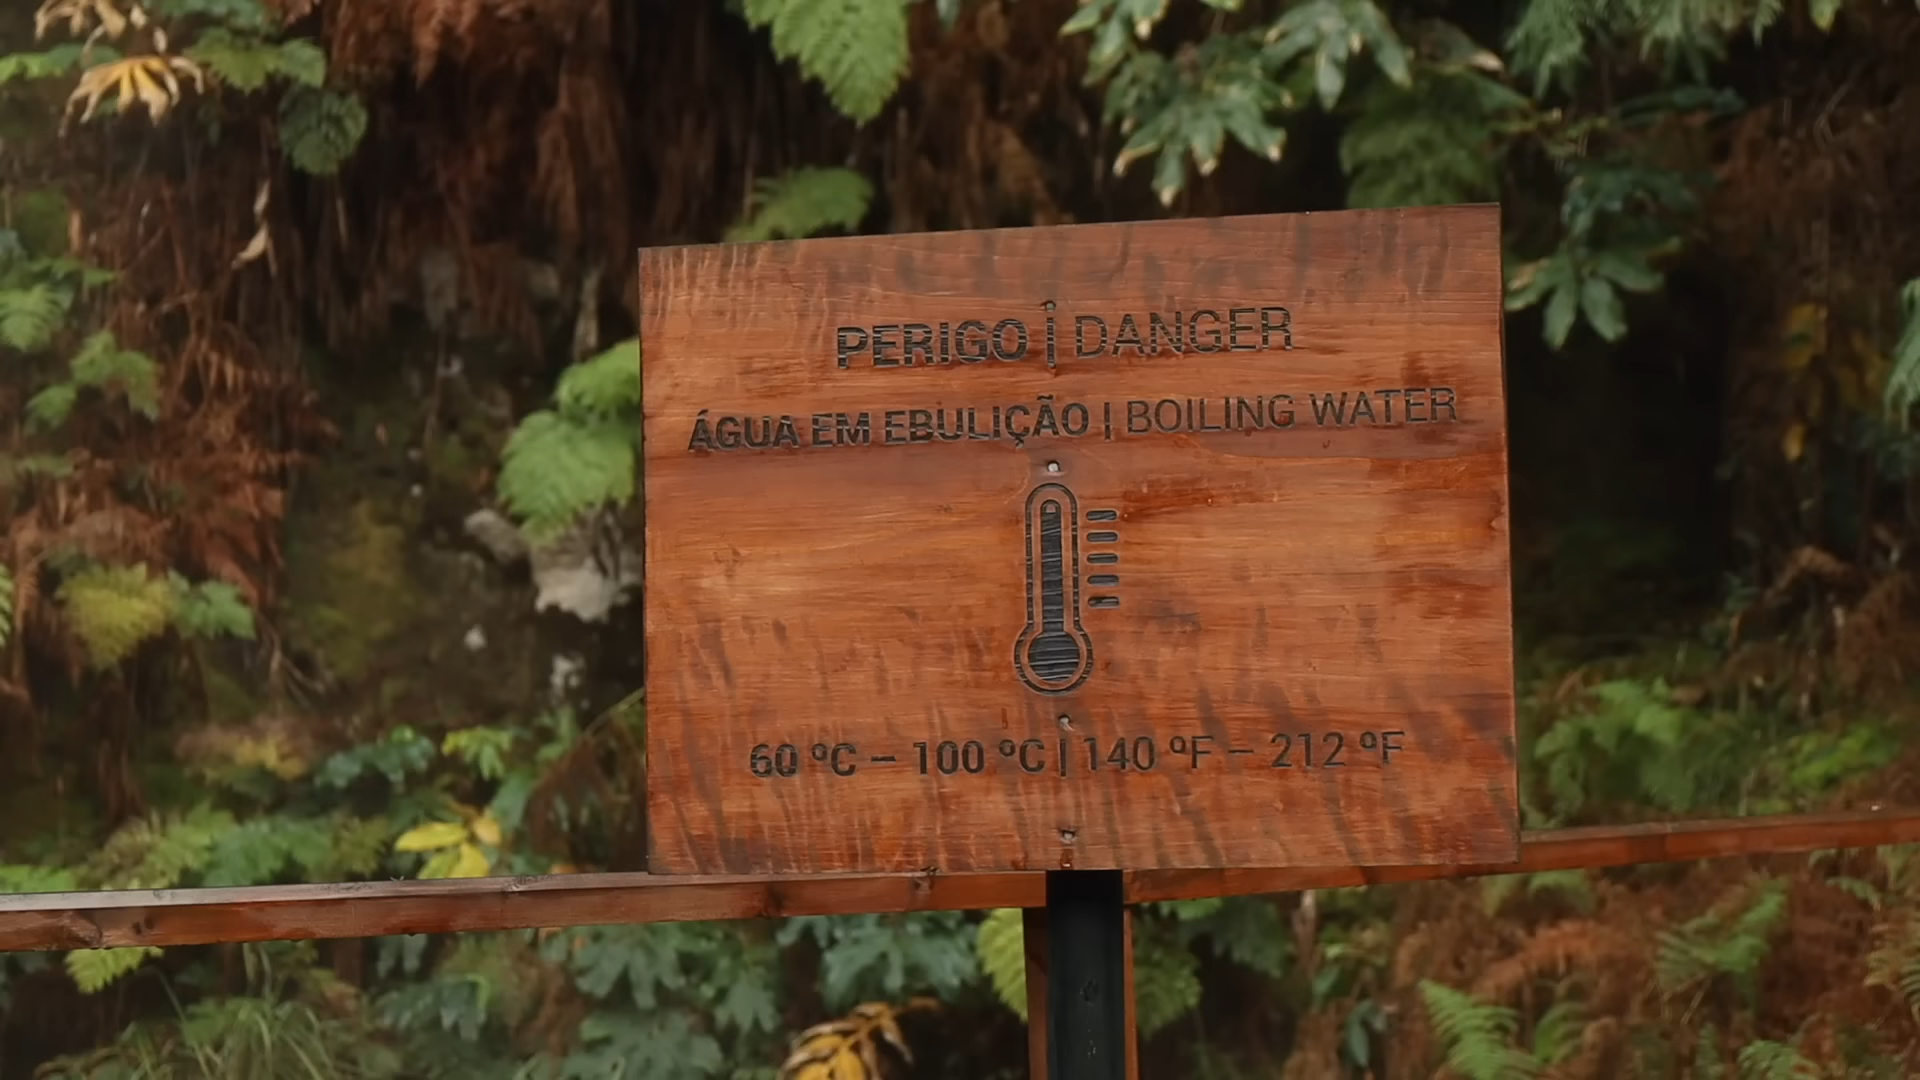 PERIGO | DANGER
ÁGUA EM EBULIÇÃO | BOILING WATER
60 ºC – 100 ºC | 140 ºF – 212 ºF